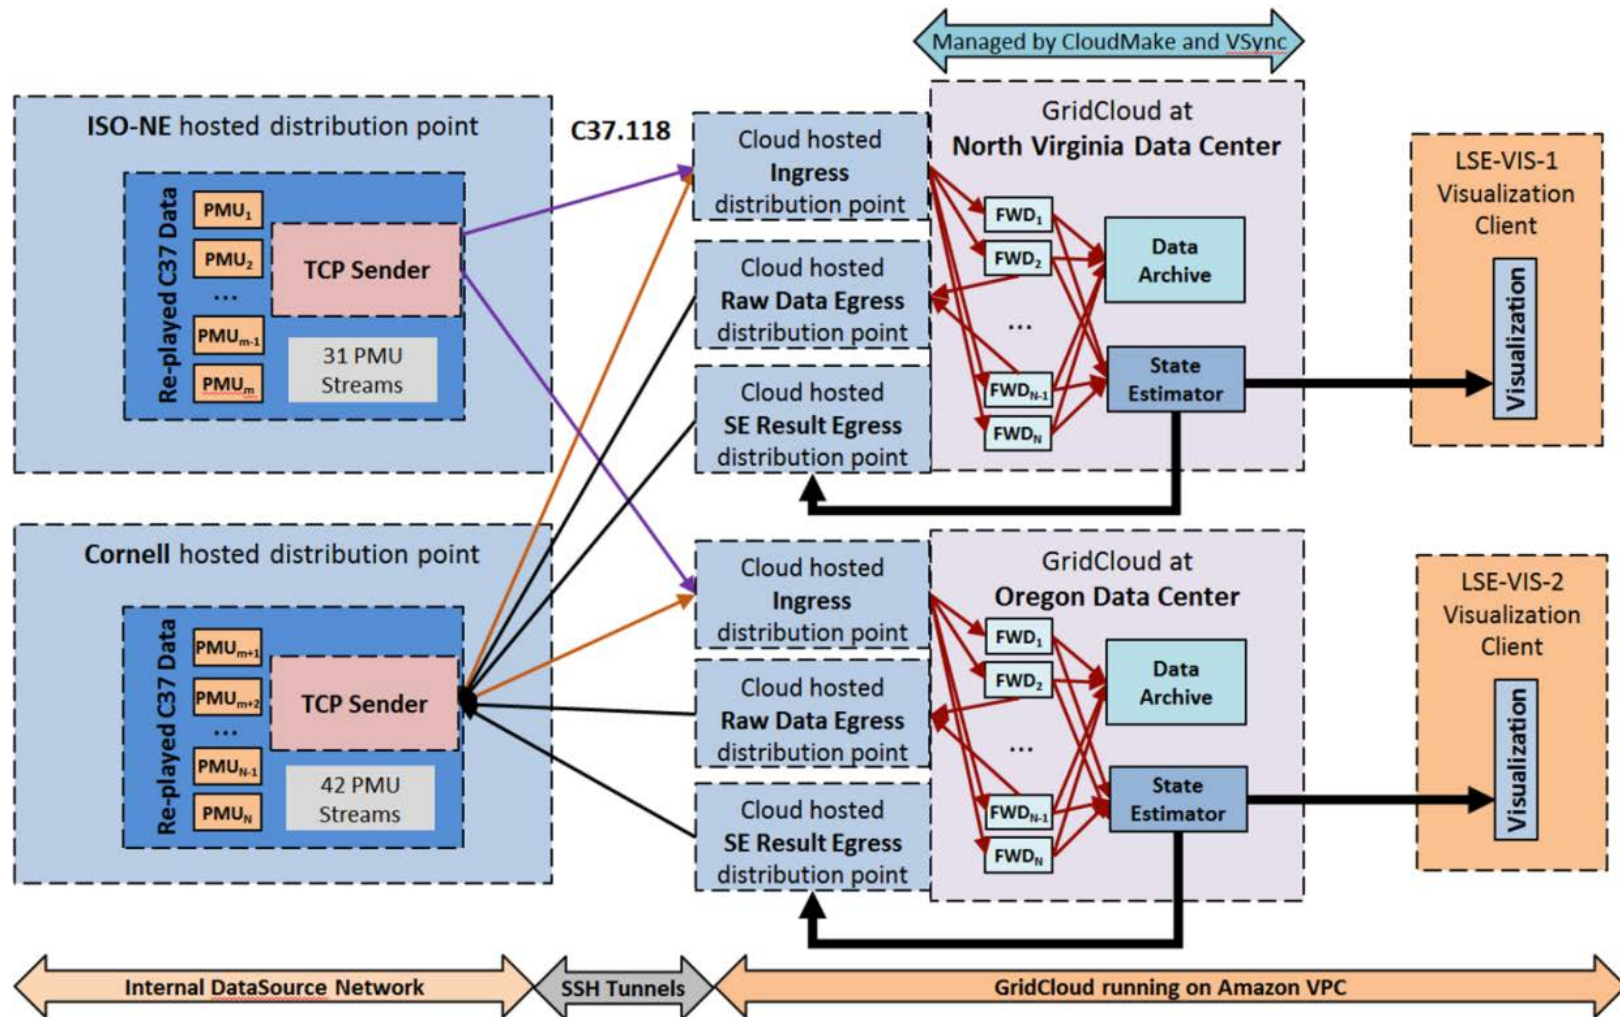 Managed by CloudMake and VSync
ISO-NE hosted distribution point
Re-played C37 Data
PMU1
PMU2
...
PMUm-1
PMUm
TCP Sender
31 PMU
Streams
C37.118
Cloud hosted
Ingress
distribution point
Cloud hosted
Raw Data Egress
distribution point
Cloud hosted
SE Result Egress
distribution point
GridCloud at
North Virginia Data Center
FWD1
FWD2
...
FWDN-1
FWDN
Data
Archive
State
Estimator
LSE-VIS-1
Visualization
Client
Visualization
Cornell hosted distribution point
Re-played C37 Data
PMUm+1
PMUm+2
...
PMUN-1
PMUN
TCP Sender
42 PMU
Streams
Cloud hosted
Ingress
distribution point
Cloud hosted
Raw Data Egress
distribution point
Cloud hosted
SE Result Egress
distribution point
GridCloud at
Oregon Data Center
FWD1
FWD2
...
FWDN-1
FWDN
Data
Archive
State
Estimator
LSE-VIS-2
Visualization
Client
Visualization
Internal DataSource Network
SSH Tunnels
GridCloud running on Amazon VPC